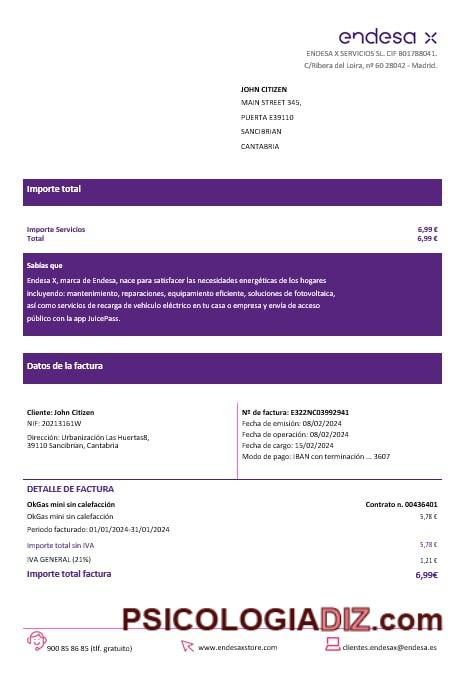 endesa x
ENDESA X SERVICIOS SL. CIF B01788041.
C/Ribera del Loira, nº 60 28042 - Madrid.
JOHN CITIZEN
MAIN STREET 345,
PUERTA E39110
SANCIBRIAN
CANTABRIA
Importe total
Importe Servicios 6,99 €
Total 6,99 €
Sabías que
Endesa X, marca de Endesa, nace para satisfacer las necesidades energéticas de los hogares
incluyendo: mantenimiento, reparaciones, equipamiento eficiente, soluciones de fotovoltaica,
así como servicios de recarga de vehículo eléctrico en tu casa o empresa y envía de acceso
público con la app JuicePass.
Datos de la factura
Cliente: John Citizen
NIF: 20213161W
Dirección: Urbanización Las Huertas8,
39110 Sancibrian, Cantabria
Nº de factura: E322NC03992941
Fecha de emisión: 08/02/2024
Fecha de operación: 08/02/2024
Fecha de cargo: 15/02/2024
Modo de pago: IBAN con terminación ... 3607
DETALLE DE FACTURA
OkGas mini sin calefacción Contrato n. 00436401
OkGas mini sin calefacción 5,78 €
Periodo facturado: 01/01/2024-31/01/2024
Importe total sin IVA 5,78 €
IVA GENERAL (21%) 1,21 €
Importe total factura 6,99€
PSICOLOGIADIZ.com
900 85 86 85 (tlf. gratuito) www.endesaxstore.com clientes.endesax@endesa.es